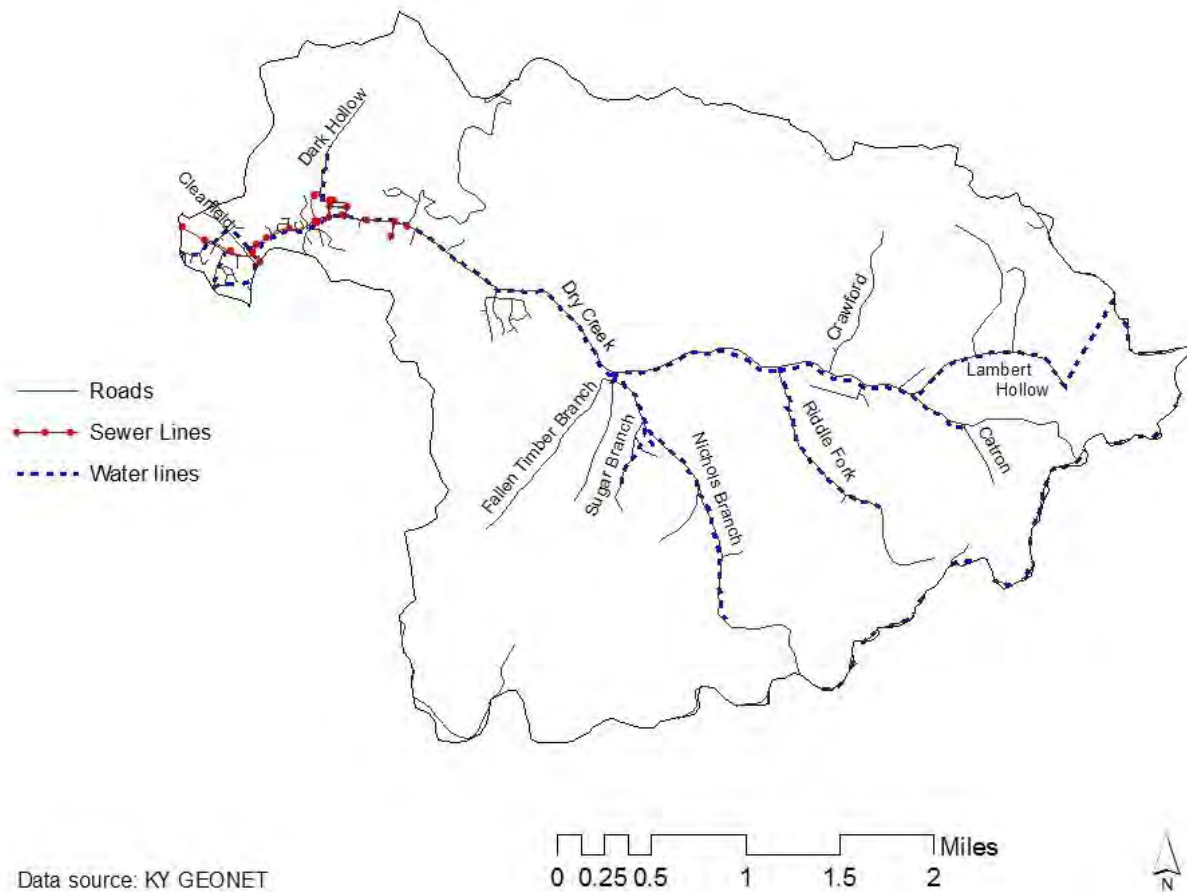 Dark Hollow
Clearfield
Dry Creek
Crawford
Lambert
Hollow
Catron
Riddle Fork
Nichols Branch
Sugar Branch
Fallen Timber Branch
Roads
Sewer Lines
Water lines
Miles
0 0.25 0.5 1 1.5 2
N
Data source: KY GEONET